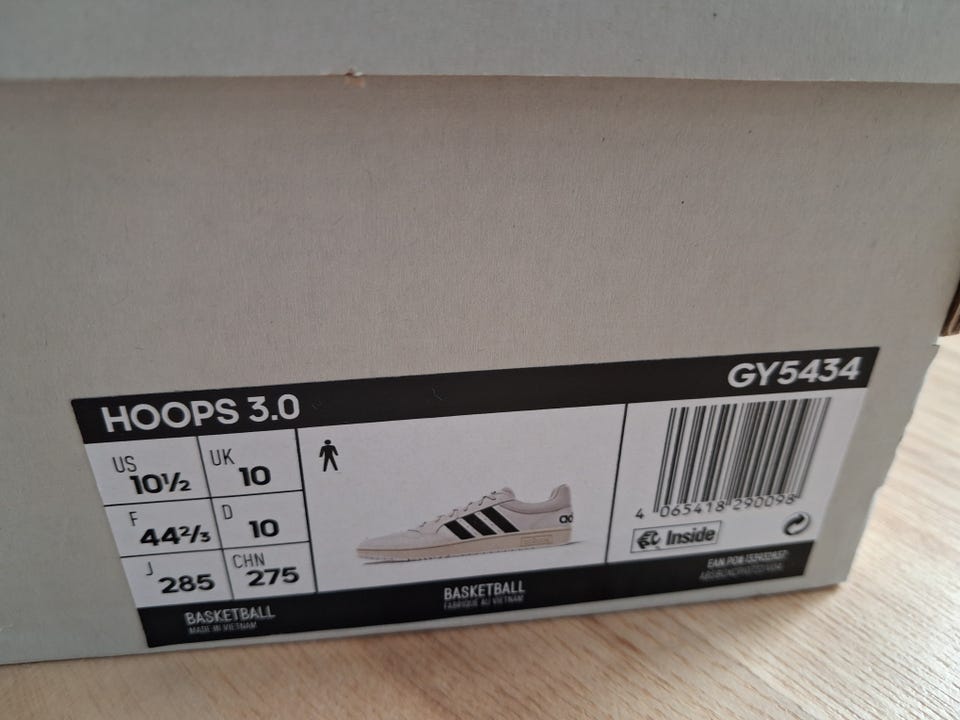 HOOPS 3.0
GY5434
US 10½
UK 10
F 44⅔
D 10
J 285
CHN 275
4 065418 290098
Inside
BASKETBALL
MADE IN VIETNAM
BASKETBALL
FABRIQUÉ AU VIETNAM